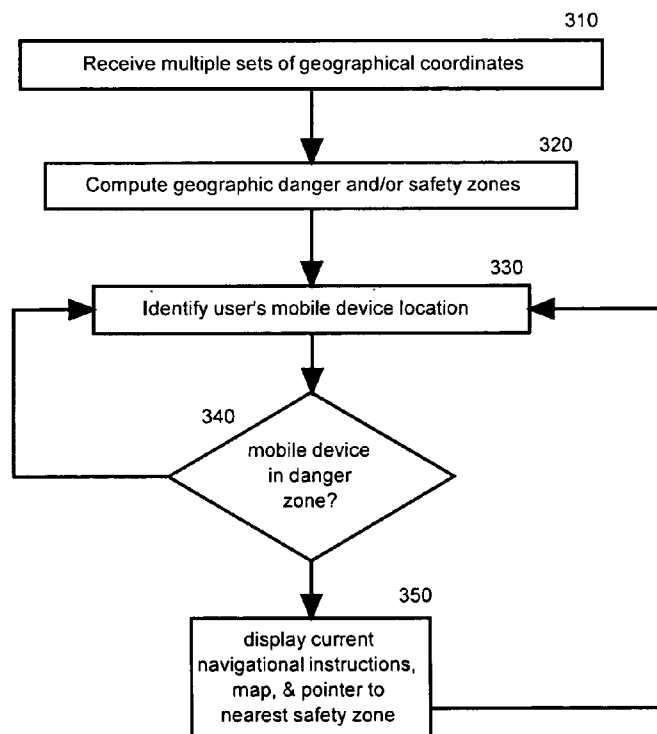 310
Receive multiple sets of geographical coordinates
320
Compute geographic danger and/or safety zones
330
Identify user's mobile device location
340
mobile device
in danger
zone?
350
display current
navigational instructions,
map, & pointer to
nearest safety zone